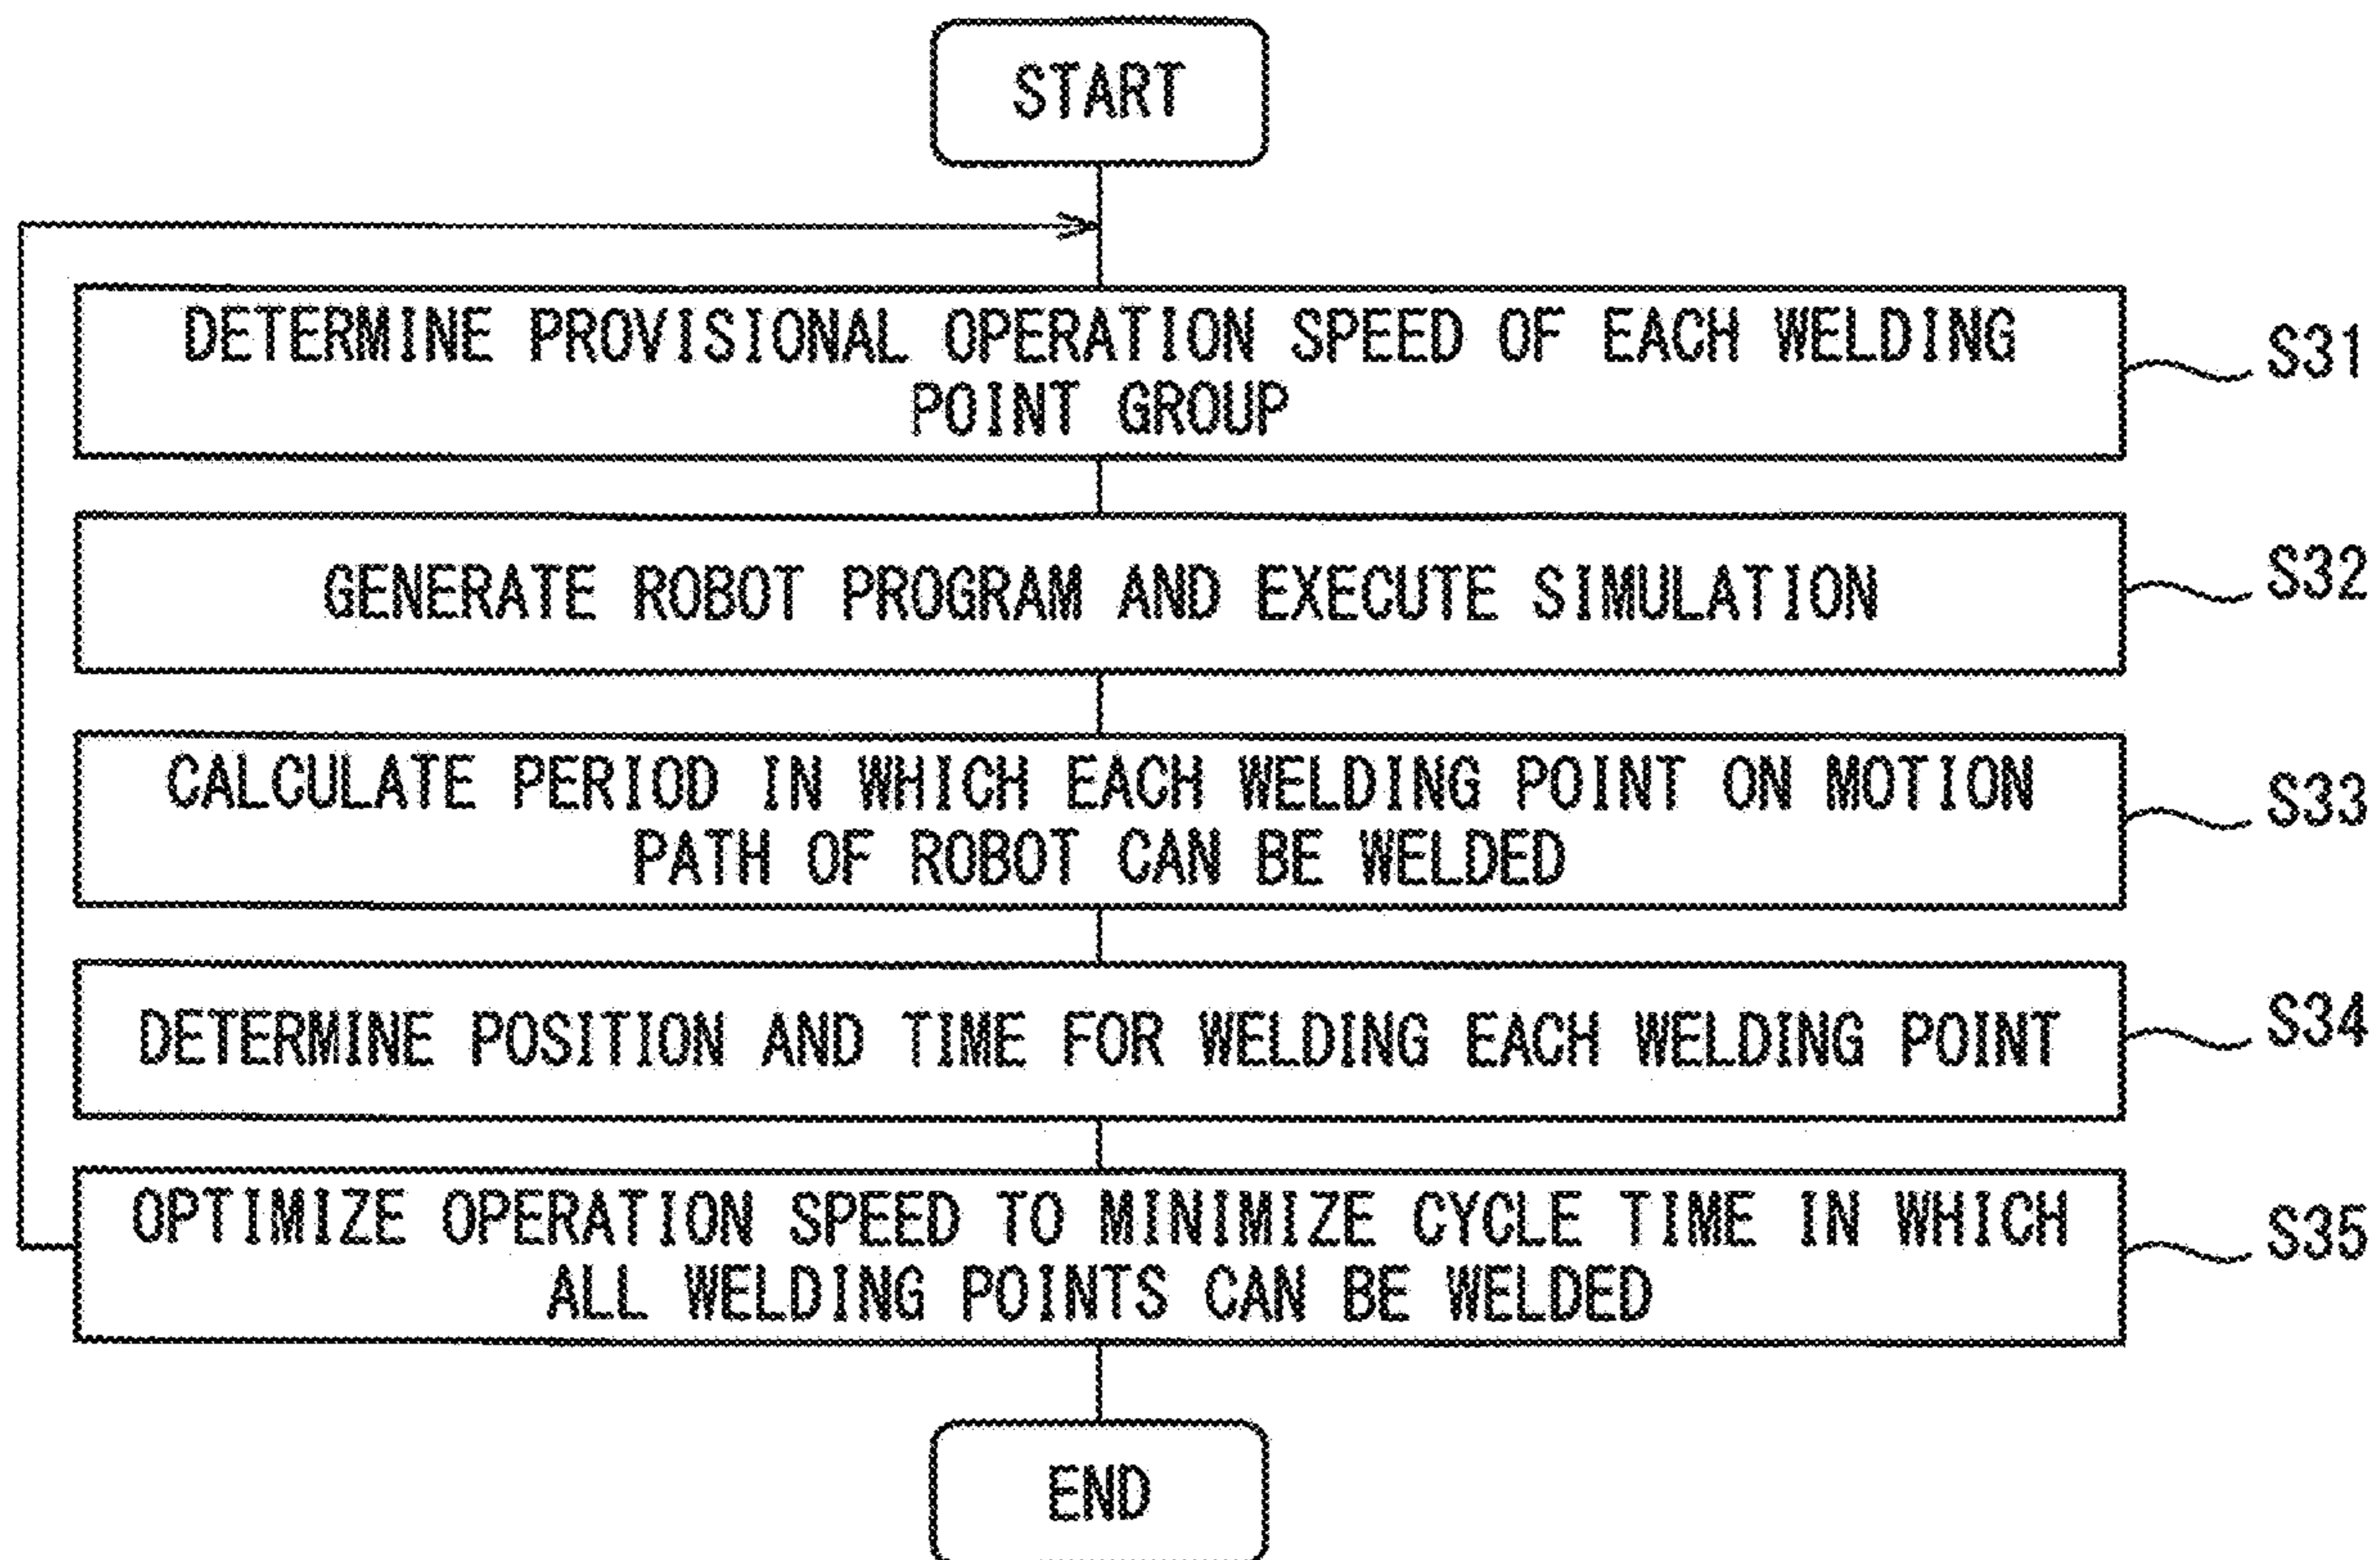 START
DETERMINE PROVISIONAL OPERATION SPEED OF EACH WELDING
POINT GROUP
S31
GENERATE ROBOT PROGRAM AND EXECUTE SIMULATION
S32
CALCULATE PERIOD IN WHICH EACH WELDING POINT ON MOTION
PATH OF ROBOT CAN BE WELDED
S33
DETERMINE POSITION AND TIME FOR WELDING EACH WELDING POINT
S34
OPTIMIZE OPERATION SPEED TO MINIMIZE CYCLE TIME IN WHICH
ALL WELDING POINTS CAN BE WELDED
S35
END